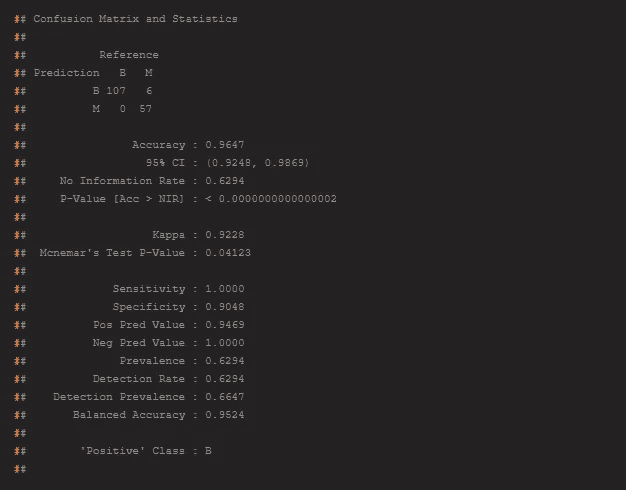 ## Confusion Matrix and Statistics
##
##           Reference
## Prediction   B   M
##          B 107   6
##          M   0  57
##
##                Accuracy : 0.9647
##                  95% CI : (0.9248, 0.9869)
##     No Information Rate : 0.6294
##     P-Value [Acc > NIR] : < 0.0000000000000002
##
##                   Kappa : 0.9228
##  Mcnemar's Test P-Value : 0.04123
##
##             Sensitivity : 1.0000
##             Specificity : 0.9048
##          Pos Pred Value : 0.9469
##          Neg Pred Value : 1.0000
##              Prevalence : 0.6294
##          Detection Rate : 0.6294
##    Detection Prevalence : 0.6647
##       Balanced Accuracy : 0.9524
##
##        'Positive' Class : B
##